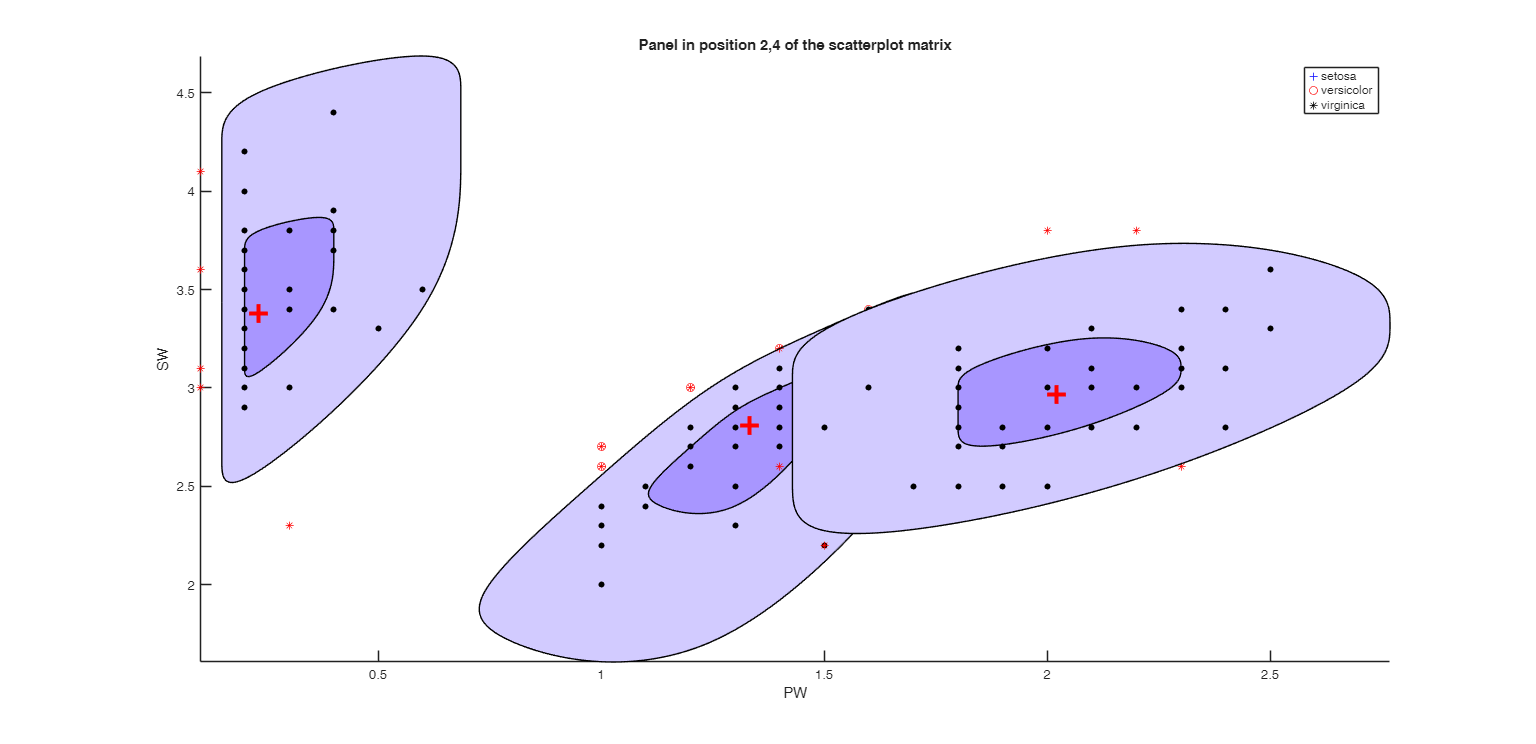 Panel in position 2,4 of the scatterplot matrix
setosa
versicolor
virginica
4.5
4
3.5
3
2.5
2
SW
0.5
1
1.5
2
2.5
PW